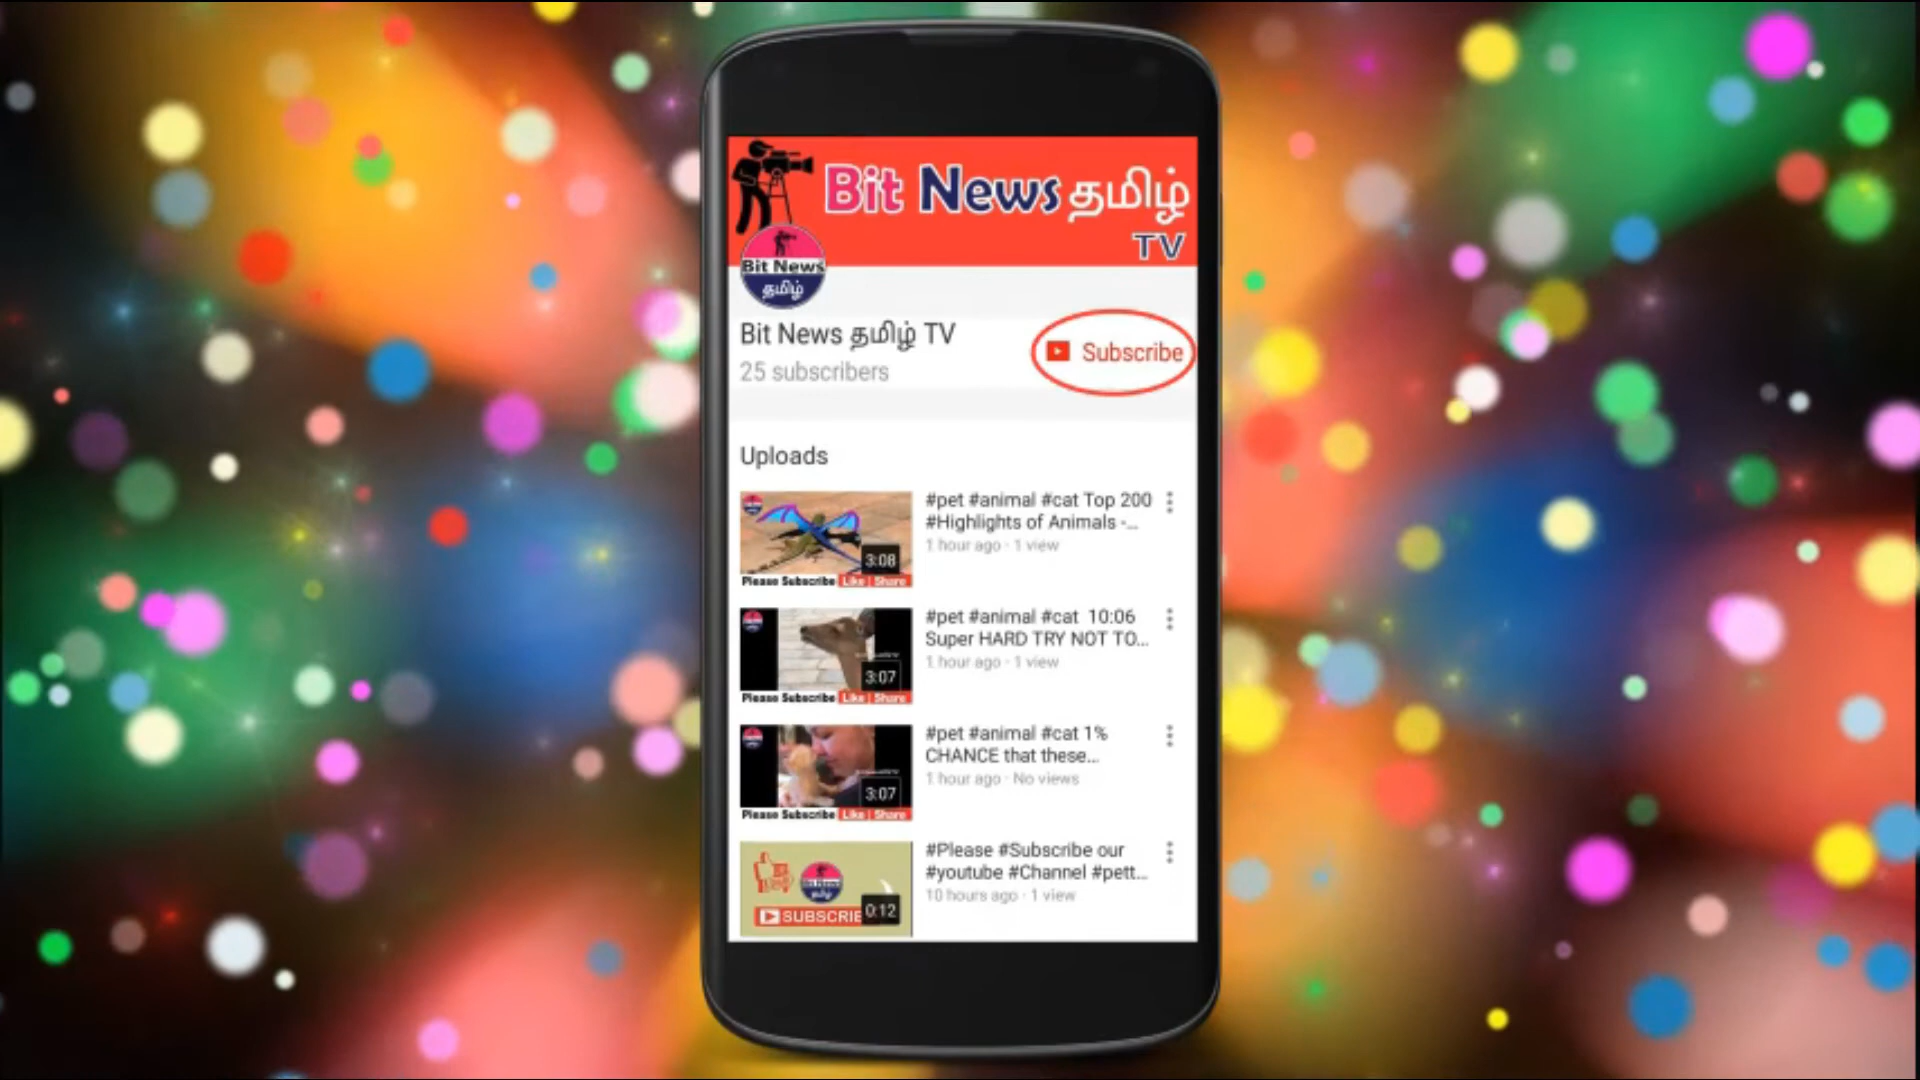 Bit News தமிழ்
TV
Bit News
தமிழ்
Bit News தமிழ் TV
25 subscribers
Subscribe
Uploads
#pet #animal #cat Top 200
#Highlights of Animals -...
1 hour ago · 1 view
3:08
Please Subscribe Like | Share
#pet #animal #cat 10:06
Super HARD TRY NOT TO...
1 hour ago · 1 view
3:07
Please Subscribe Like | Share
#pet #animal #cat 1%
CHANCE that these...
1 hour ago · No views
3:07
Please Subscribe Like | Share
#Please #Subscribe our
#youtube #Channel #pett...
10 hours ago · 1 view
Bit News
தமிழ்
SUBSCRIBE
0:12